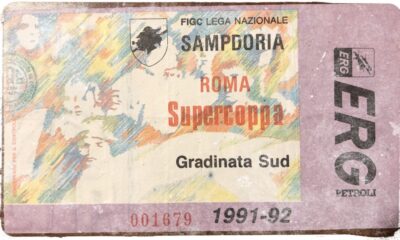 FIGC LEGA NAZIONALE
SAMPDORIA
ROMA
Supercoppa
Gradinata Sud
001679
1991-92
ERG
ERG
PETROLI